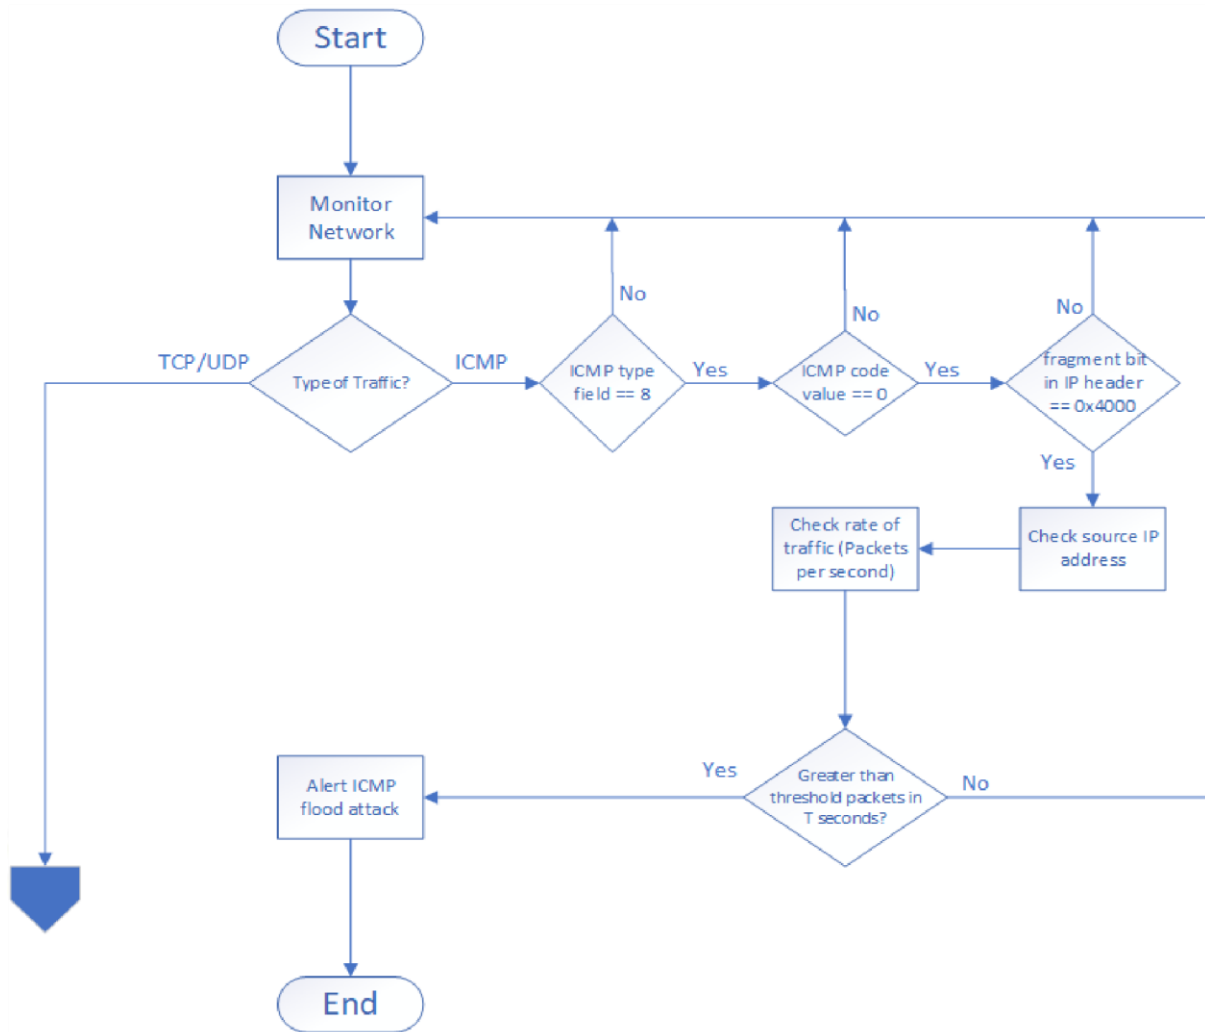 Start
Monitor
Network
No
No
No
TCP/UDP
Type of Traffic?
ICMP
ICMP type
field == 8
Yes
ICMP code
value == 0
Yes
fragment bit
in IP header
== 0x4000
Yes
Check rate of
traffic (Packets
per second)
Check source IP
address
Alert ICMP
flood attack
Yes
Greater than
threshold packets in
T seconds?
No
End